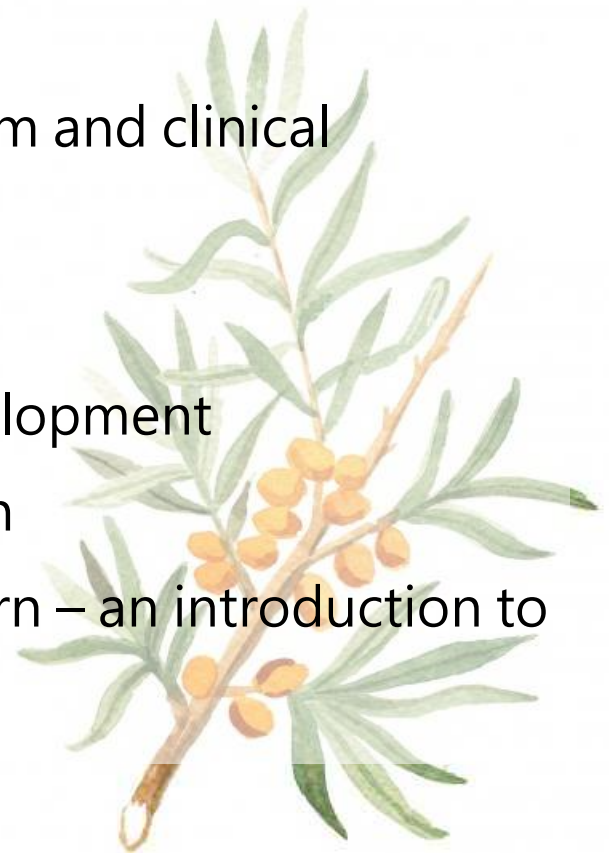 m and clinical
lopment
n
rn – an introduction to